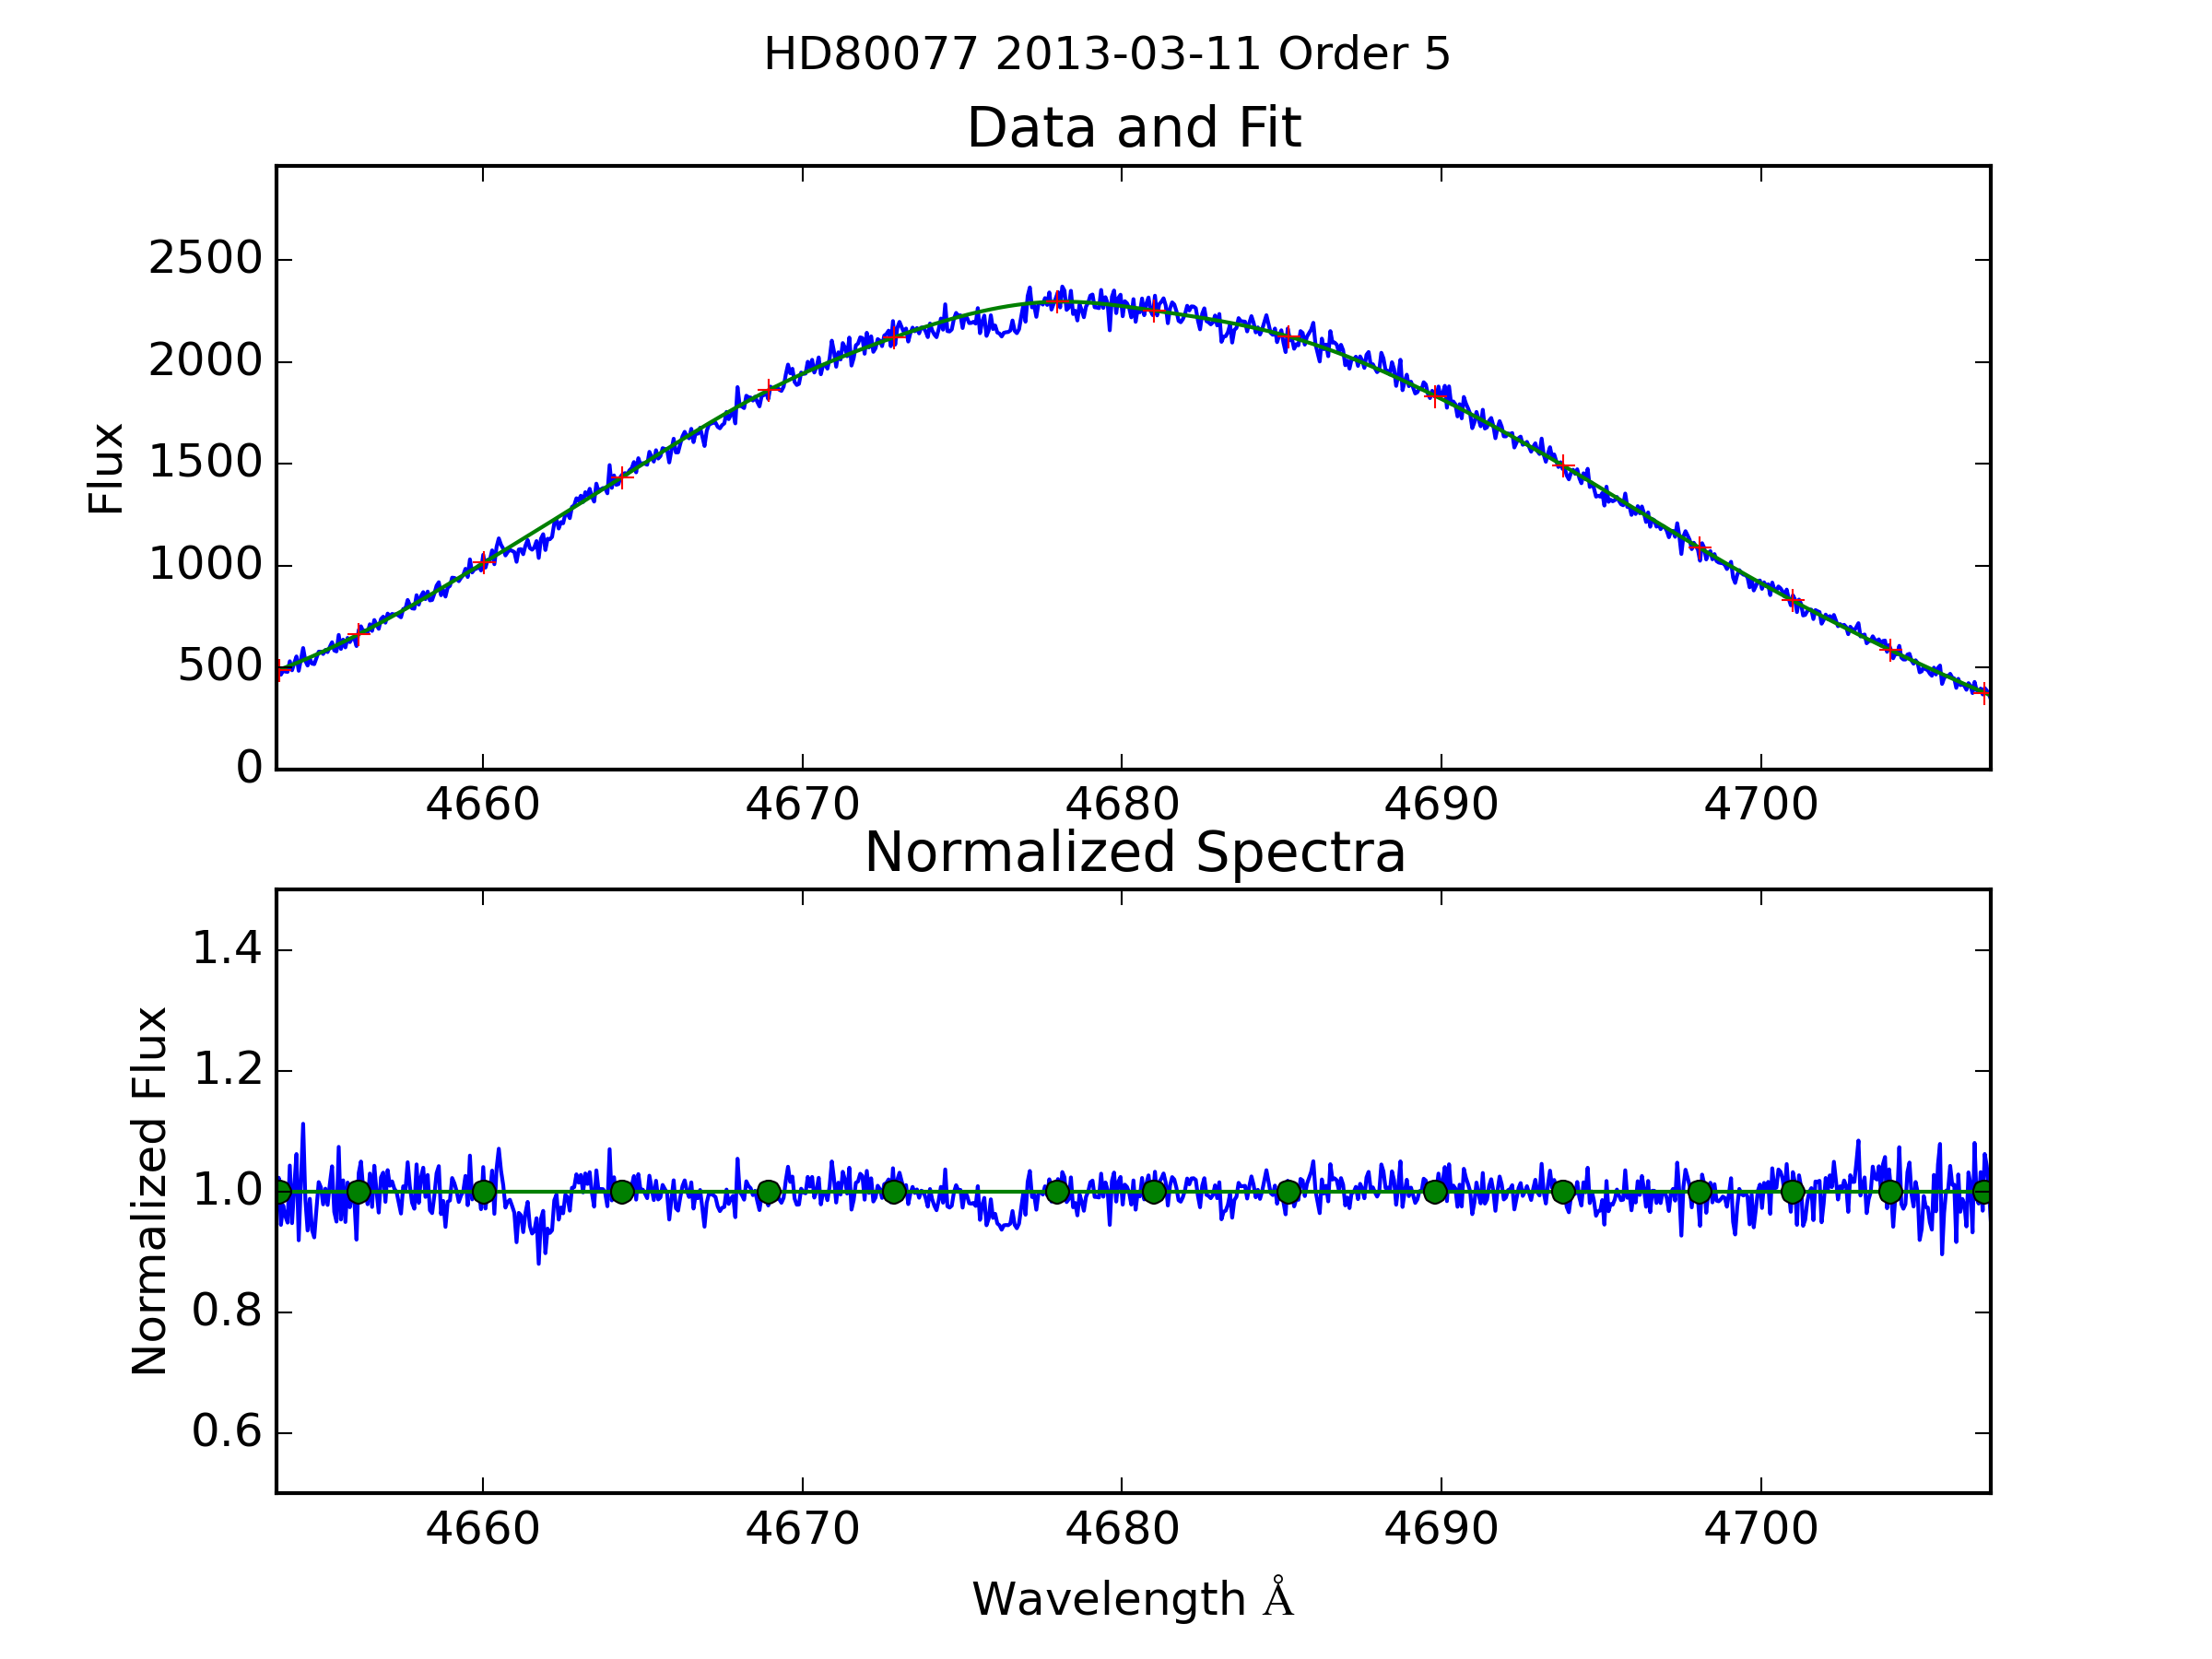 HD80077 2013-03-11 Order 5
Data and Fit
Flux
2500
2000
1500
1000
500
0
4660 4670 4680 4690 4700
Normalized Spectra
Normalized Flux
1.4
1.2
1.0
0.8
0.6
4660 4670 4680 4690 4700
Wavelength Å